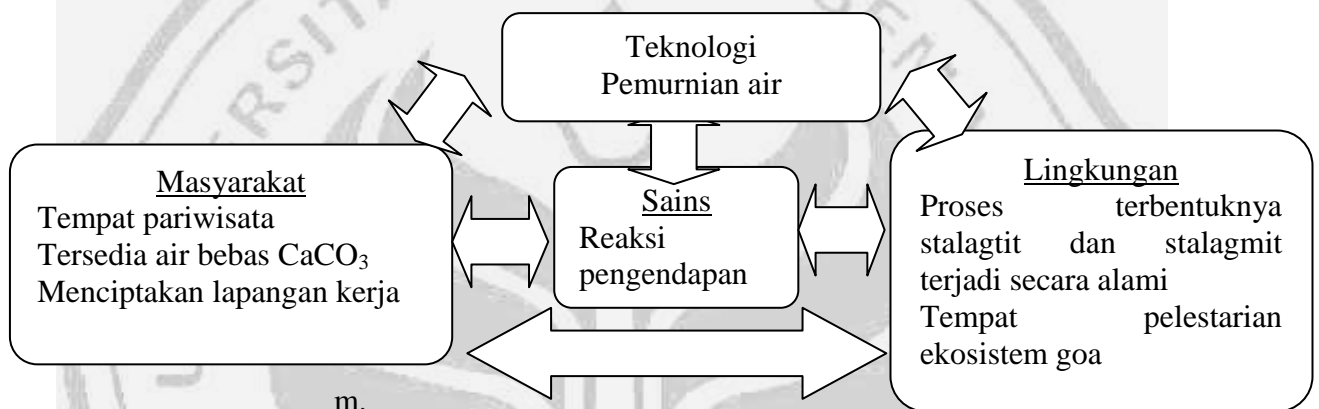 Teknologi
Pemurnian air
Masyarakat
Tempat pariwisata
Tersedia air bebas CaCO₃
Menciptakan lapangan kerja
Sains
Reaksi
pengendapan
Lingkungan
Proses terbentuknya
stalagtit dan stalagmit
terjadi secara alami
Tempat pelestarian
ekosistem goa
m.